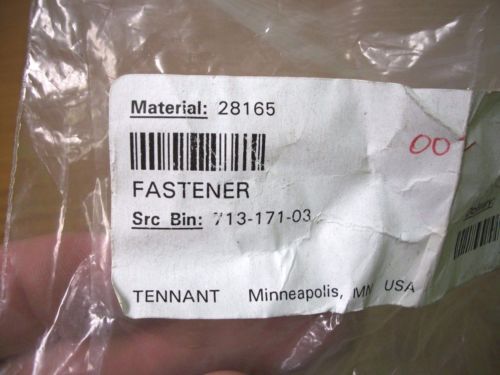 Material: 28165
FASTENER
Src Bin: 713-171-03
TENNANT Minneapolis, MN USA